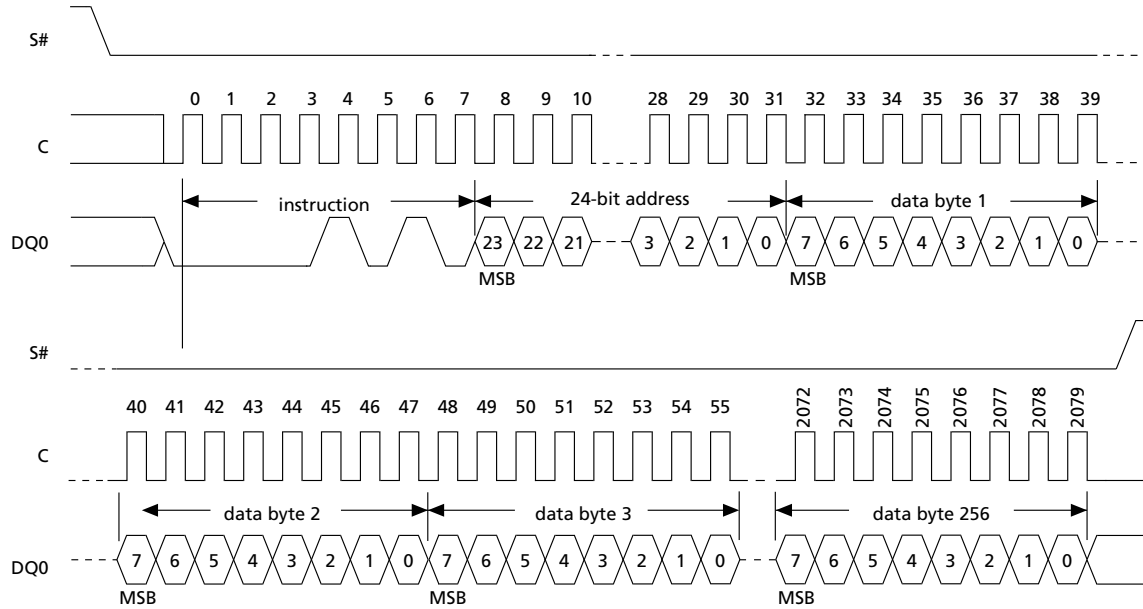 S#
0 1 2 3 4 5 6 7 8 9 10 28 29 30 31 32 33 34 35 36 37 38 39
C
instruction 24-bit address data byte 1
DQ0 23 22 21 3 2 1 0 7 6 5 4 3 2 1 0
MSB MSB
S#
40 41 42 43 44 45 46 47 48 49 50 51 52 53 54 55 2072 2073 2074 2075 2076 2077 2078 2079
C
data byte 2 data byte 3 data byte 256
DQ0 7 6 5 4 3 2 1 0 7 6 5 4 3 2 1 0 7 6 5 4 3 2 1 0
MSB MSB MSB